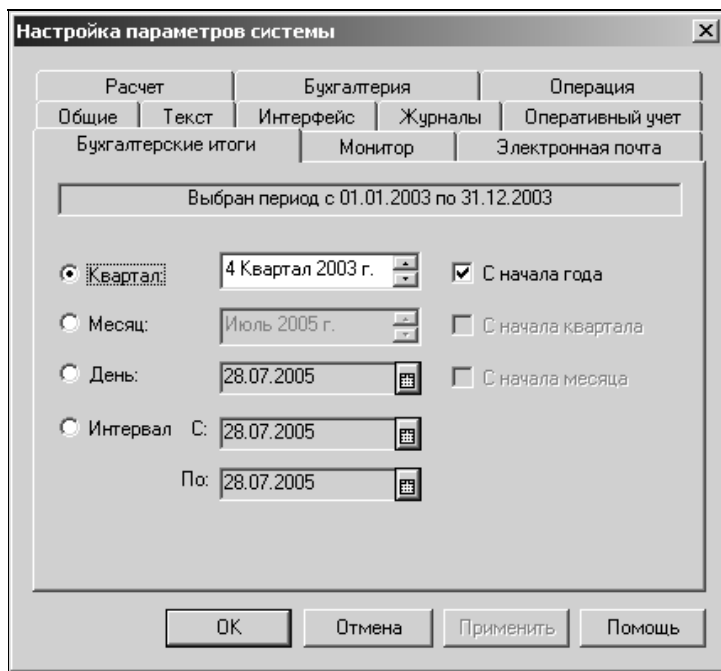 Настройка параметров системы
Расчет Бухгалтерия Операция
Общие Текст Интерфейс Журналы Оперативный учет
Бухгалтерские итоги Монитор Электронная почта
Выбран период с 01.01.2003 по 31.12.2003
Квартал: 4 Квартал 2003 г. С начала года
Месяц: Июль 2005 г. С начала квартала
День: 28.07.2005 С начала месяца
Интервал С: 28.07.2005
По: 28.07.2005
OK Отмена Применить Помощь